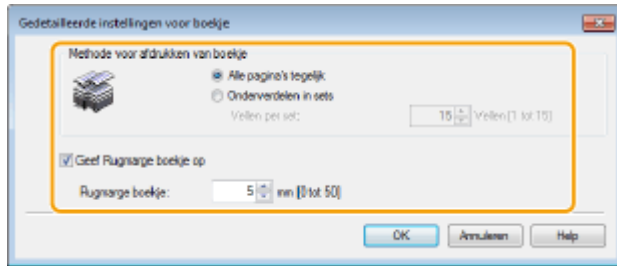 Gedetailleerde instellingen voor boekje
Methode voor afdrukken van boekje
Alle pagina's tegelijk
Onderverdelen in sets
Vellen per set: 15 Vellen [1 tot 15]
Geef Rugmarge boekje op
Rugmarge boekje: 5 mm [0 tot 50]
OK Annuleren Help